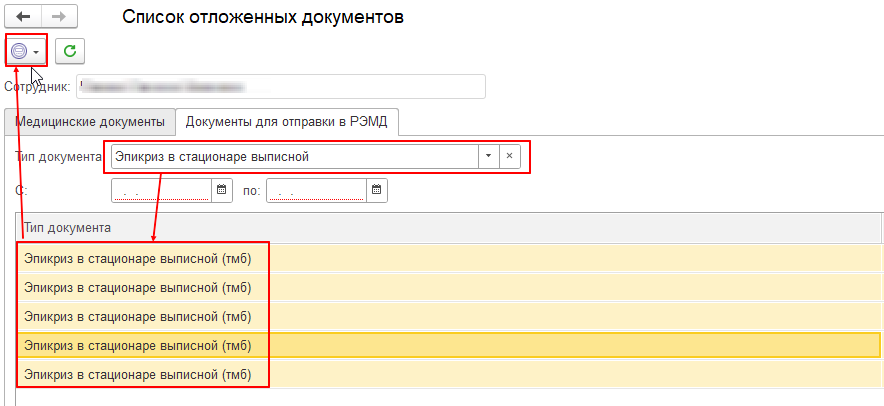 Список отложенных документов
Сотрудник:
Медицинские документы Документы для отправки в РЭМД
Тип документа Эпикриз в стационаре выписной
С: . . по: . .
Тип документа
Эпикриз в стационаре выписной (тмб)
Эпикриз в стационаре выписной (тмб)
Эпикриз в стационаре выписной (тмб)
Эпикриз в стационаре выписной (тмб)
Эпикриз в стационаре выписной (тмб)